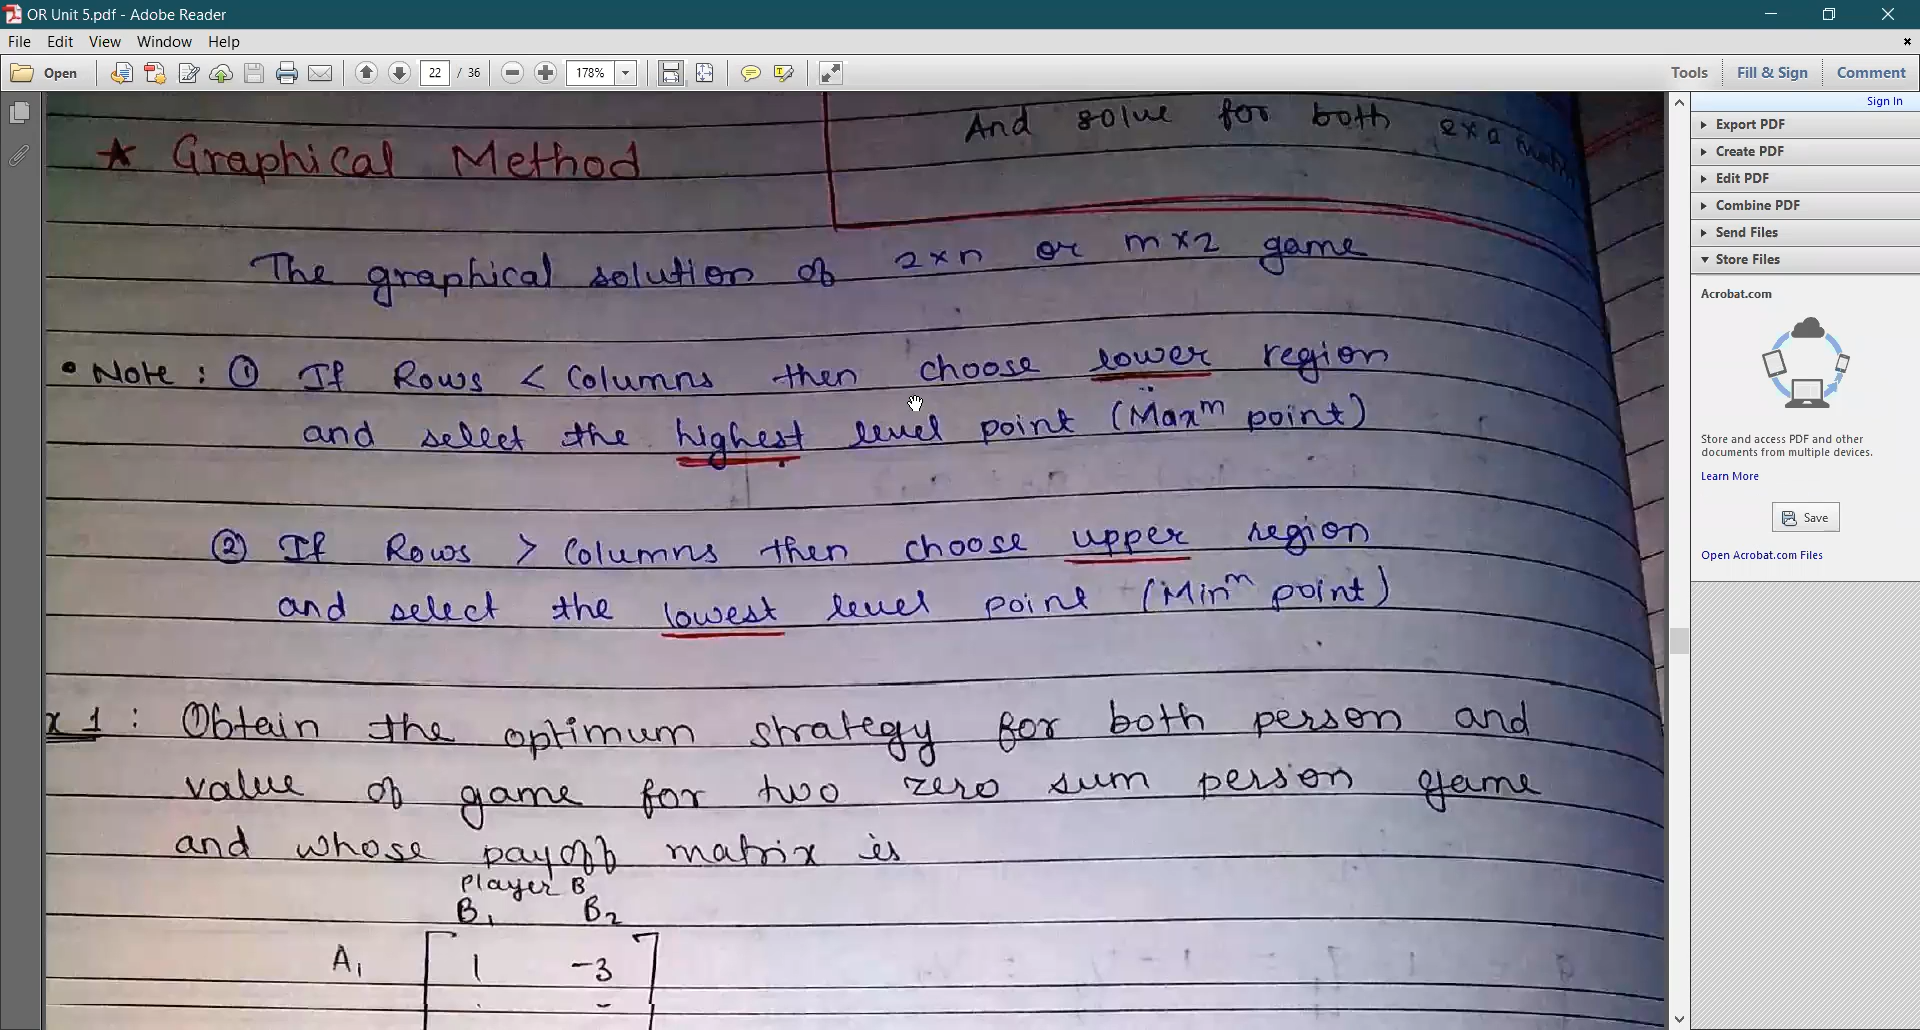 OR Unit 5.pdf - Adobe Reader
File Edit View Window Help
Open 22 / 36 178% Tools Fill & Sign Comment
Sign In
Export PDF
Create PDF
Edit PDF
Combine PDF
Send Files
Store Files
Acrobat.com
Store and access PDF and other
documents from multiple devices.
Learn More
Save
Open Acrobat.com Files
And solve for both 2x2
★ Graphical Method
The graphical solution of 2xn or mx2 game
• Note : ① If Rows < Columns then choose lower region
and select the highest level point (Maxm point)
② If Rows > Columns then choose upper region
and select the lowest level point (Minm point)
x 1 : Obtain the optimum strategy for both person and
value of game for two zero sum person game
and whose payoff matrix is
Player B
B1 B2
A1 1 -3